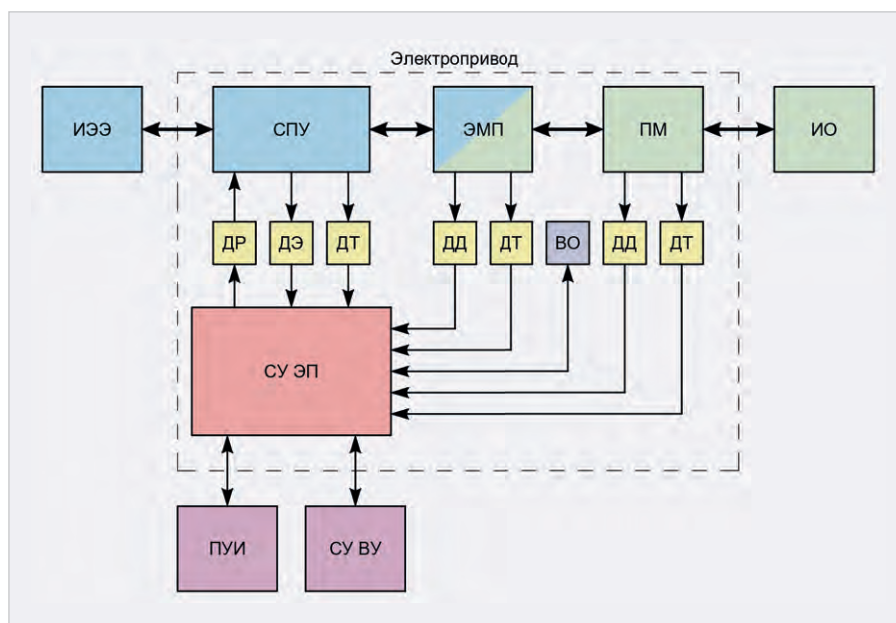 Электропривод
ИЭЭ СПУ ЭМП ПМ ИО
ДР ДЭ ДТ ДД ДТ ВО ДД ДТ
СУ ЭП
ПУИ СУ ВУ